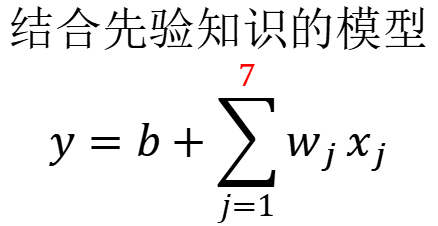 结合先验知识的模型
7
y = b + ∑ w_j x_j
j=1